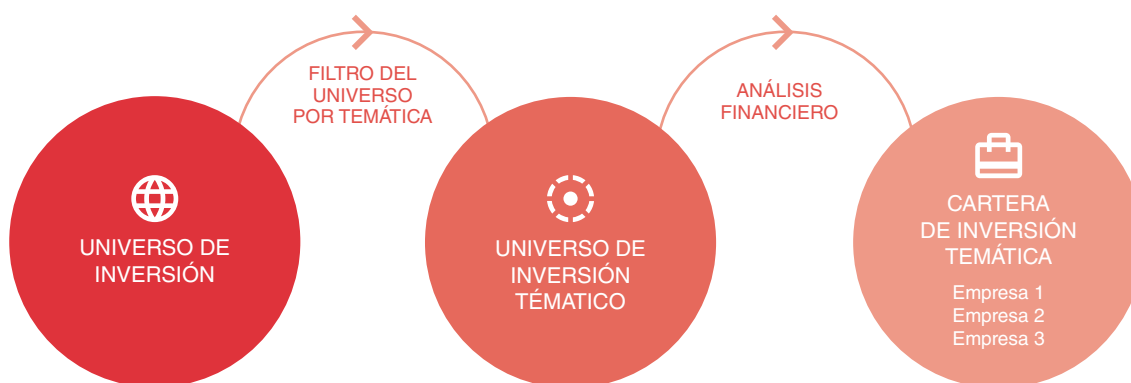 FILTRO DEL
UNIVERSO
POR TEMÁTICA
ANÁLISIS
FINANCIERO
UNIVERSO DE
INVERSIÓN
UNIVERSO DE
INVERSIÓN
TÉMATICO
CARTERA
DE INVERSIÓN
TEMÁTICA
Empresa 1
Empresa 2
Empresa 3